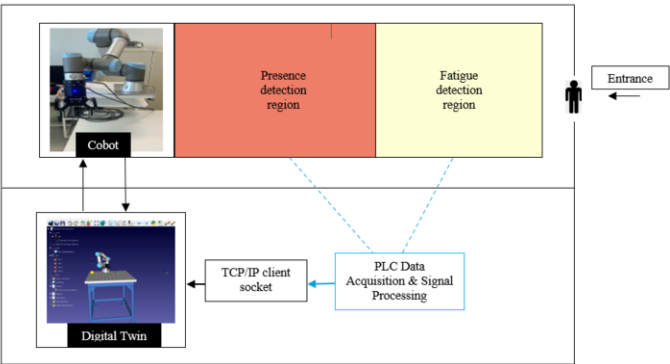 Presence
detection
region
Fatigue
detection
region
Entrance
Cobot
TCP/IP client
socket
PLC Data
Acquisition & Signal
Processing
Digital Twin